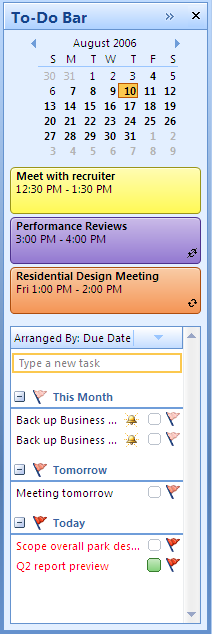 To-Do Bar » ×
August 2006
S M T W T F S
30 31 1 2 3 4 5
6 7 8 9 10 11 12
13 14 15 16 17 18 19
20 21 22 23 24 25 26
27 28 29 30 31 1 2
3 4 5 6 7 8 9
Meet with recruiter
12:30 PM - 1:30 PM
Performance Reviews
3:00 PM - 4:00 PM
Residential Design Meeting
Fri 1:00 PM - 2:00 PM
Arranged By: Due Date
Type a new task
This Month
Back up Business ...
Back up Business ...
Tomorrow
Meeting tomorrow
Today
Scope overall park des...
Q2 report preview